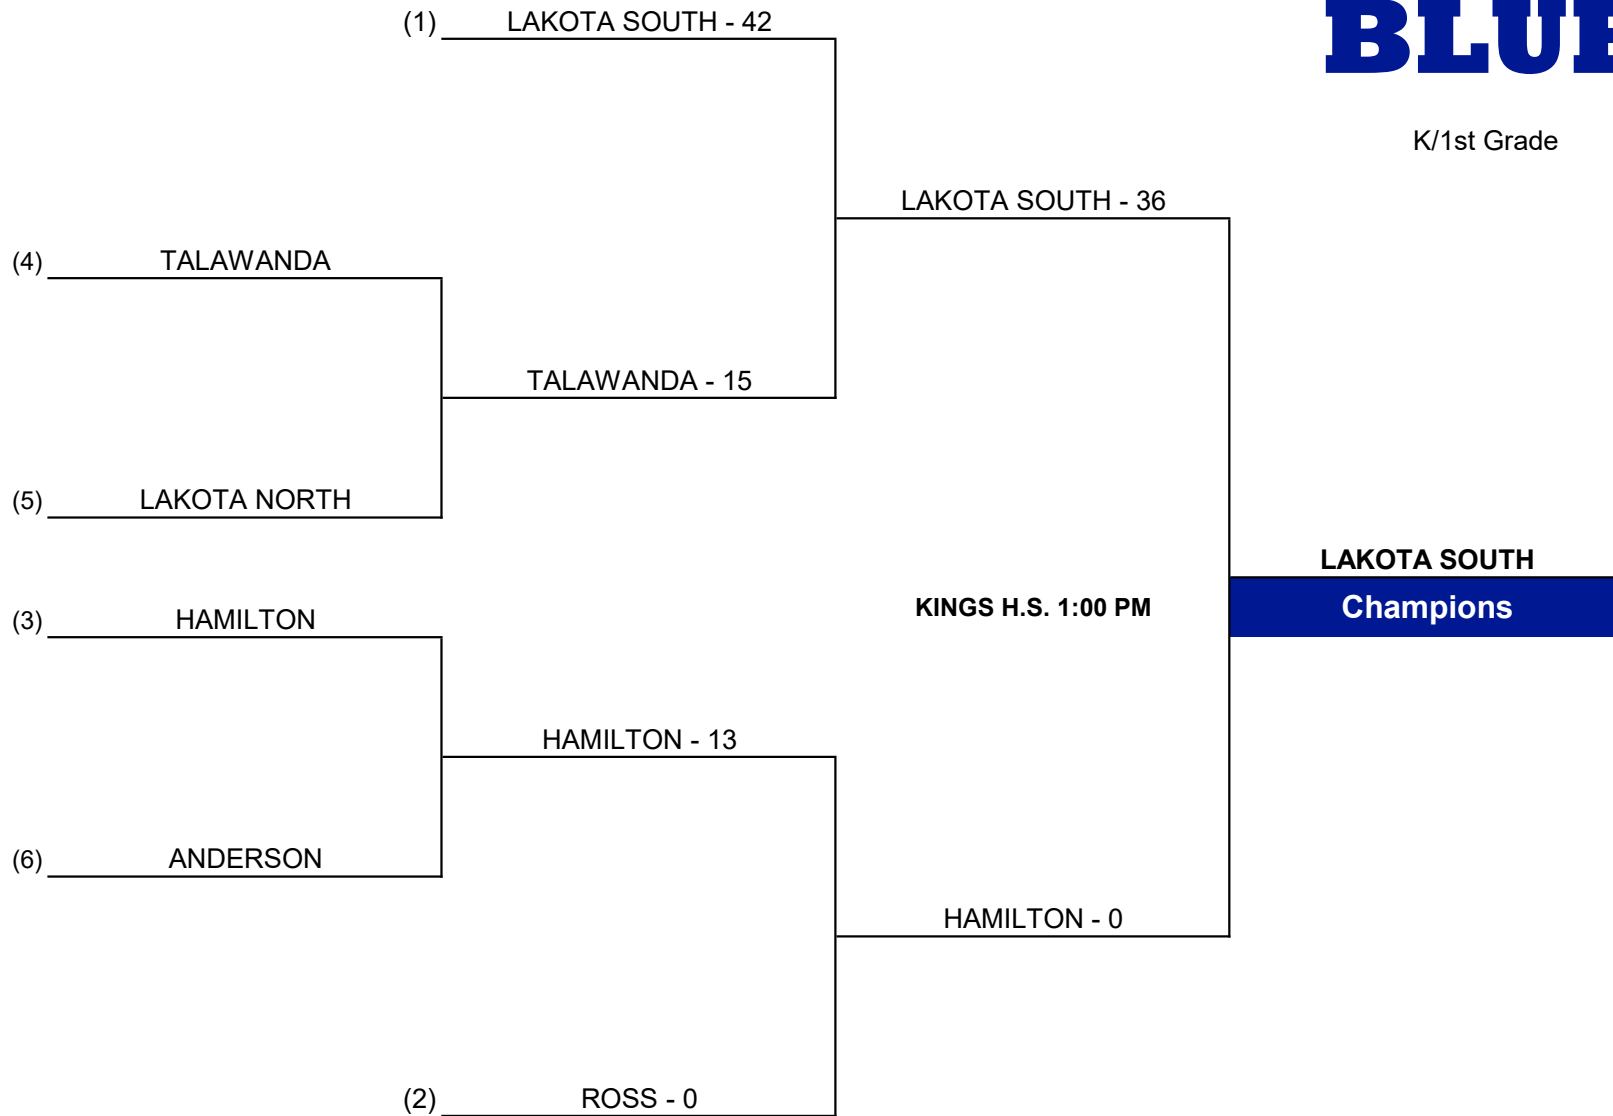 (1) LAKOTA SOUTH - 42
BLUE
K/1st Grade
LAKOTA SOUTH - 36
(4) TALAWANDA
TALAWANDA - 15
(5) LAKOTA NORTH
LAKOTA SOUTH
KINGS H.S. 1:00 PM
Champions
(3) HAMILTON
HAMILTON - 13
(6) ANDERSON
HAMILTON - 0
(2) ROSS - 0